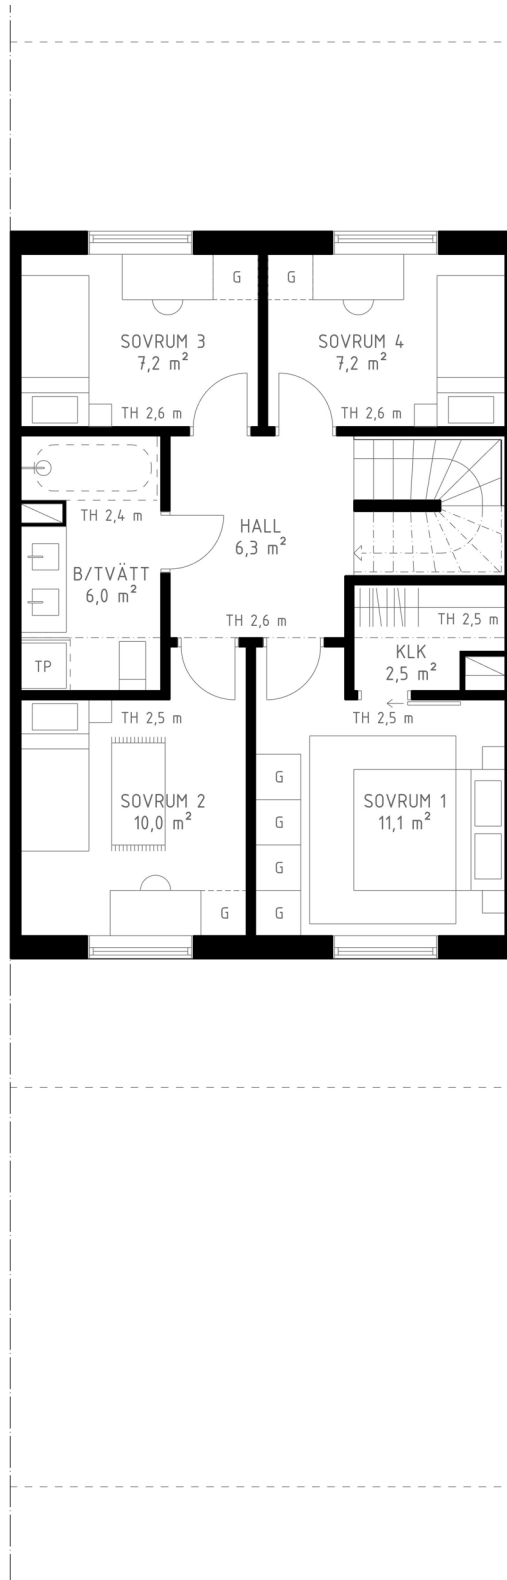 G
G
SOVRUM 3
7,2 m²
SOVRUM 4
7,2 m²
TH 2,6 m
TH 2,6 m
TH 2,4 m
HALL
6,3 m²
B/TVÄTT
6,0 m²
TH 2,6 m
TH 2,5 m
KLK
2,5 m²
TP
TH 2,5 m
TH 2,5 m
G
SOVRUM 2
10,0 m²
SOVRUM 1
11,1 m²
G
G
G
G